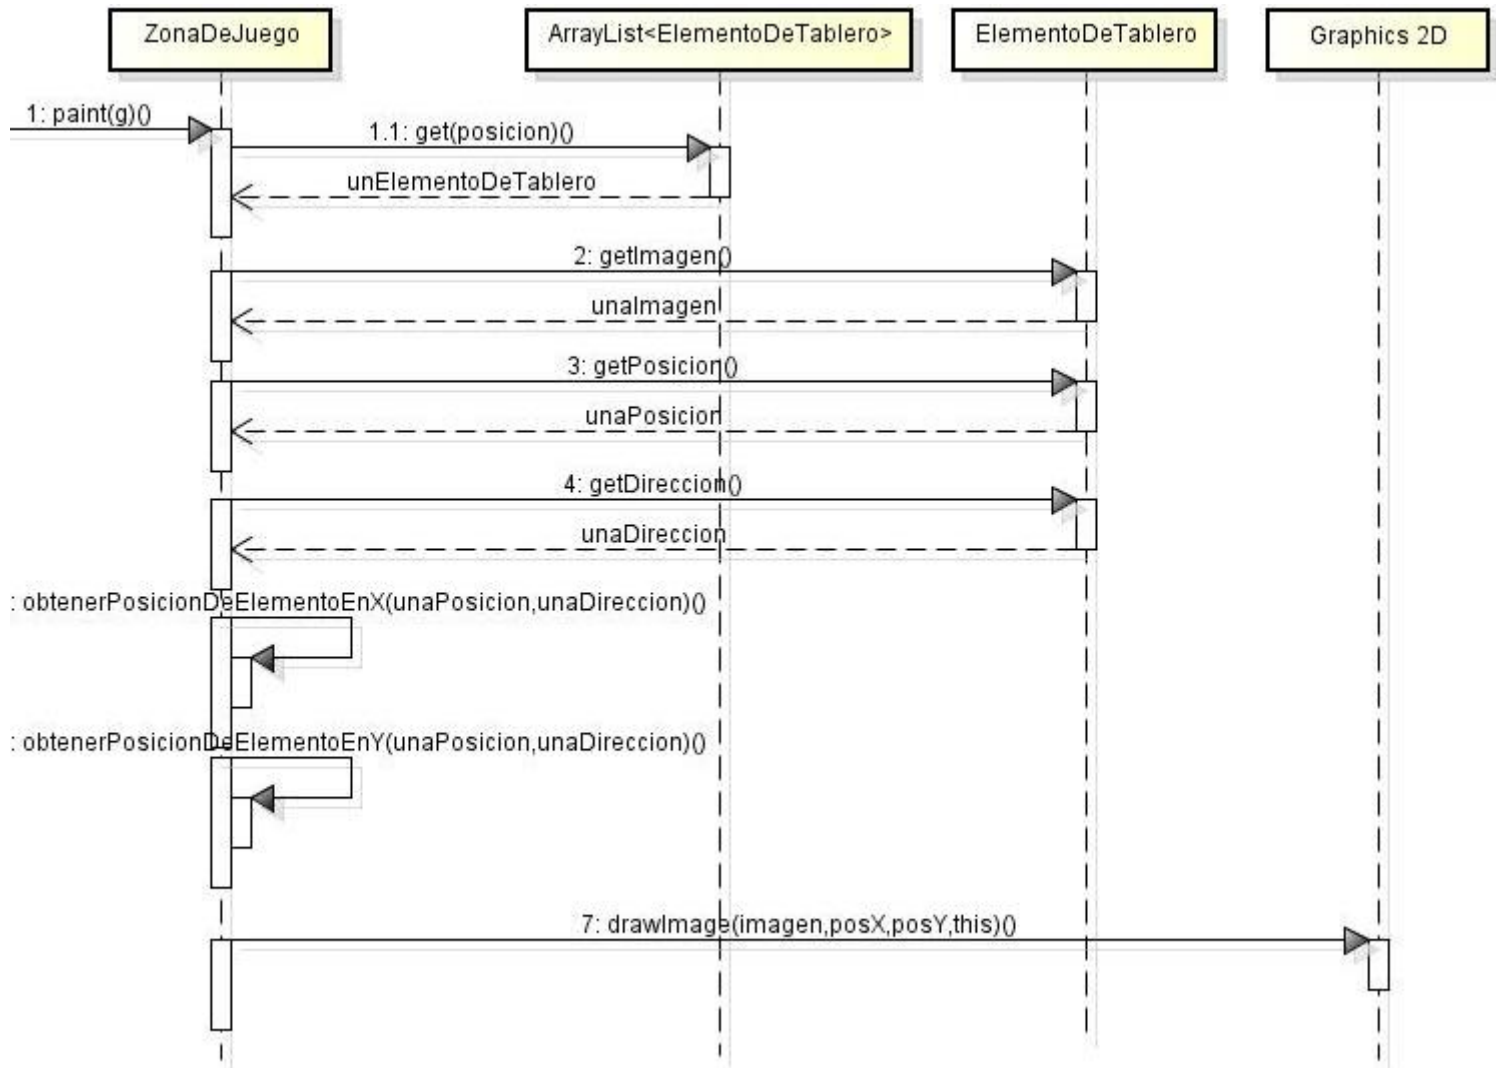 ZonaDeJuego
ArrayList<ElementoDeTablero>
ElementoDeTablero
Graphics 2D
1: paint(g)()
1.1: get(posicion)()
unElementoDeTablero
2: getImagen()
unaImagen
3: getPosicion()
unaPosicion
4: getDireccion()
unaDireccion
: obtenerPosicionDeElementoEnX(unaPosicion,unaDireccion)()
: obtenerPosicionDeElementoEnY(unaPosicion,unaDireccion)()
7: drawImage(imagen,posX,posY,this)()